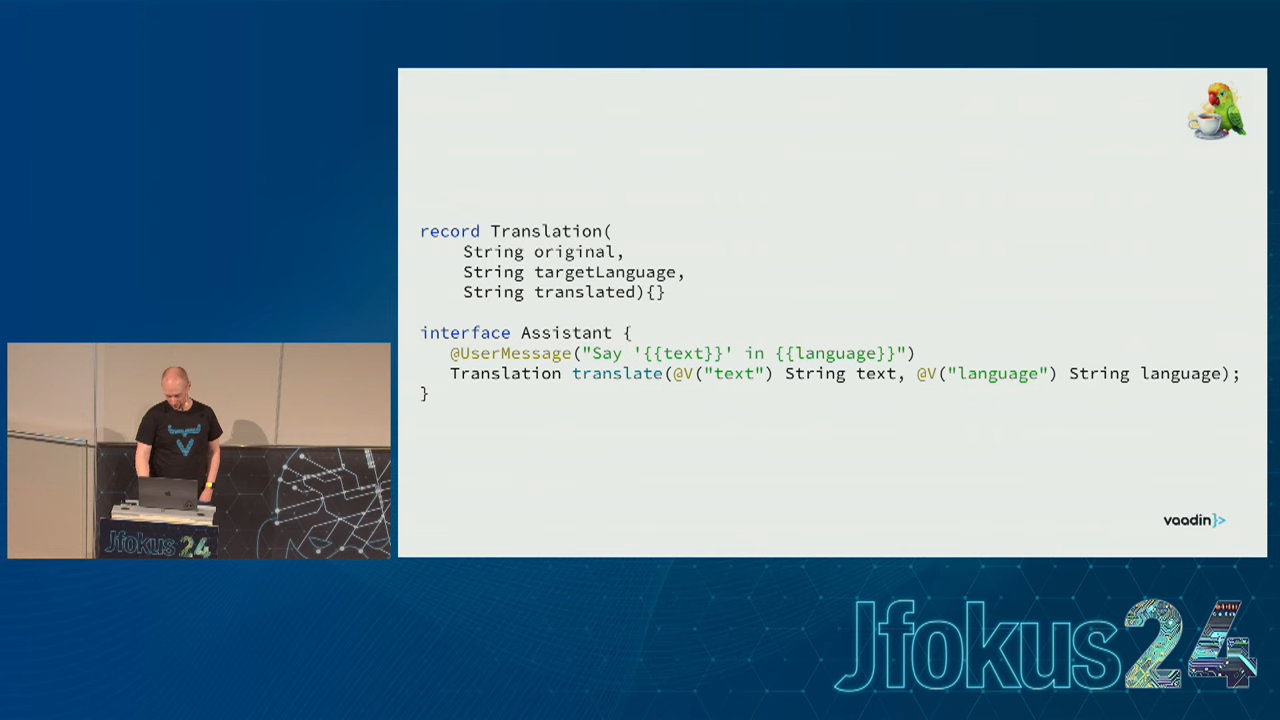 record Translation(
String original,
String targetLanguage,
String translated){}
interface Assistant {
@UserMessage("Say '{{text}}' in {{language}}")
Translation translate(@V("text") String text, @V("language") String language);
}
vaadin}>
Jfokus 24
Jfokus24